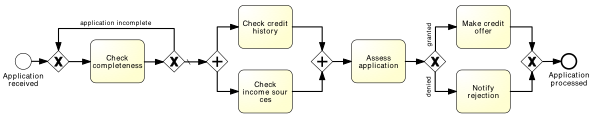 application incomplete
Application
received
Check
completeness
Check credit
history
Check
income sour
ces
Assess
application
granted
denied
Make credit
offer
Notify
rejection
Application
processed